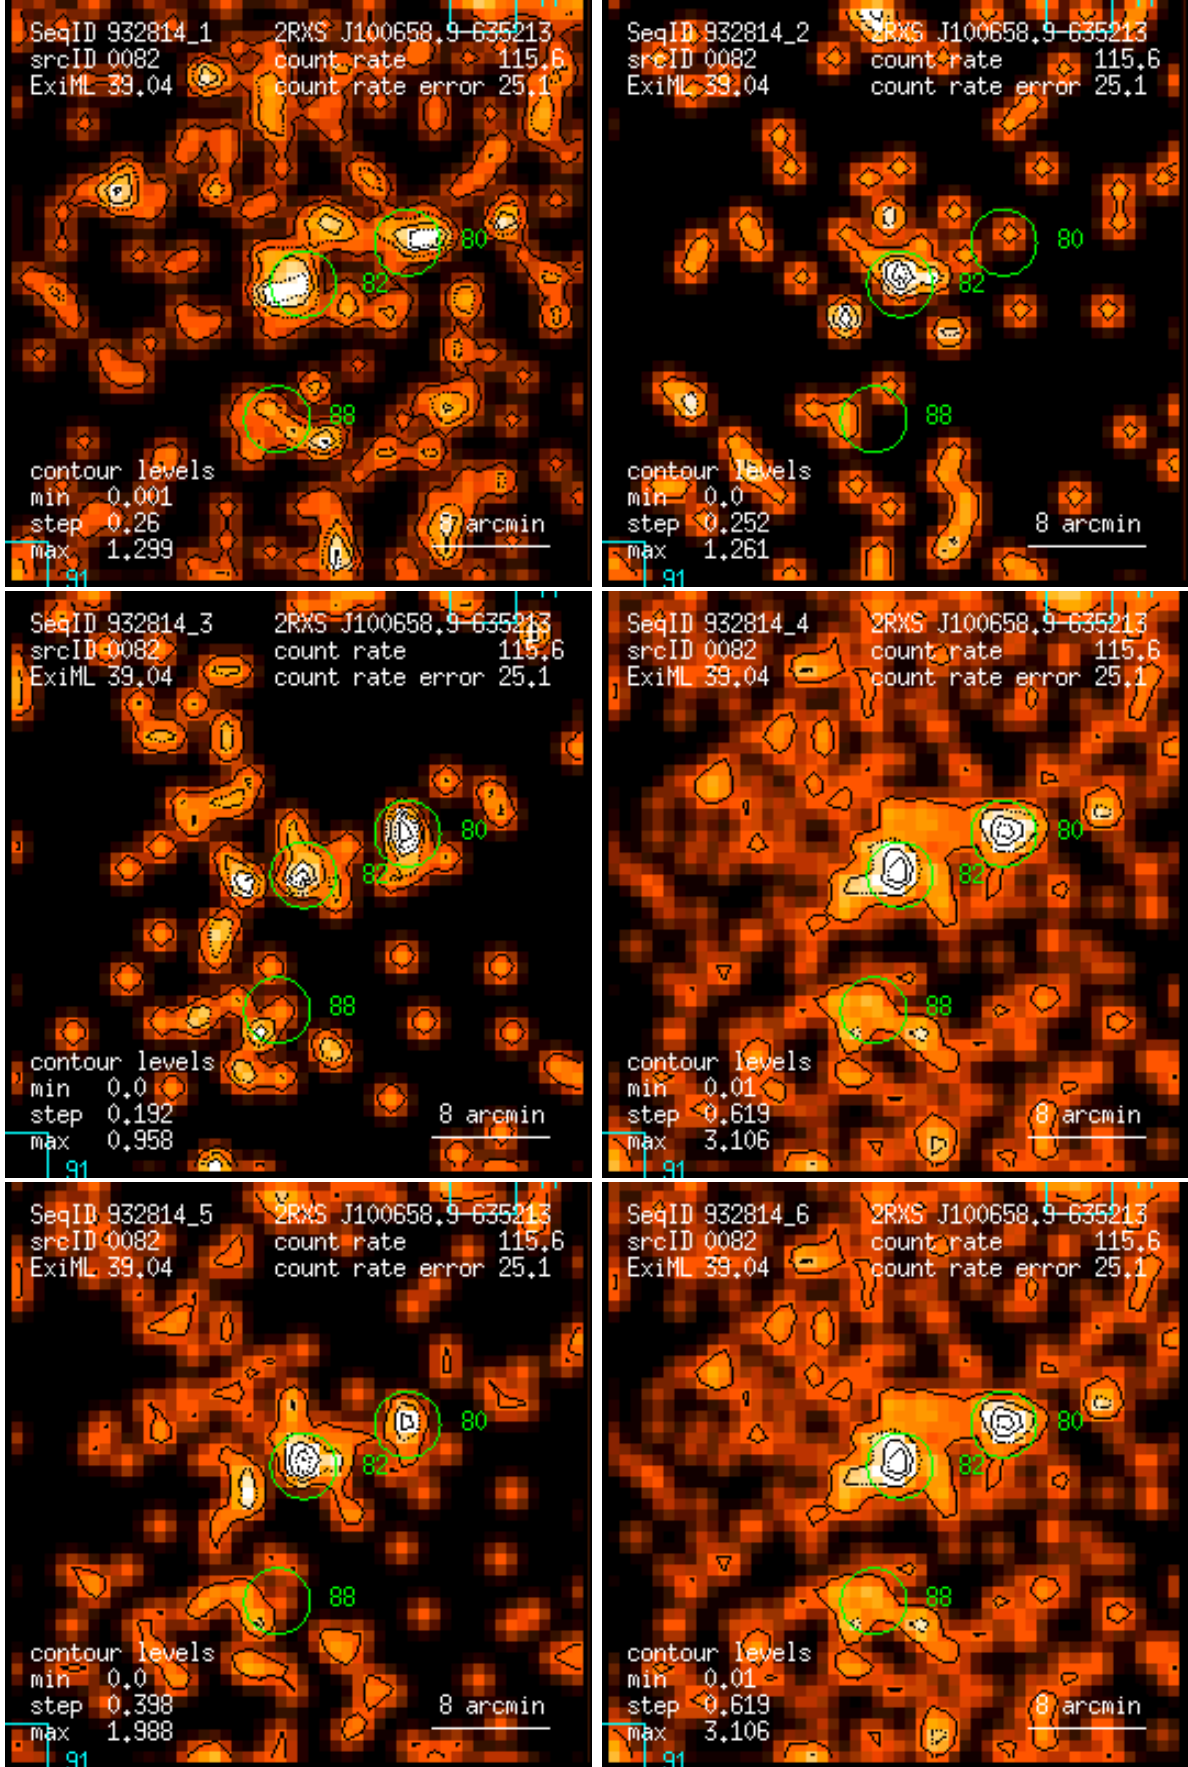 SeqID 932814_1 2RXS J100658.9-635213
srcID 0082 count rate 115.6
ExiML 39.04 count rate error 25.1
80
82
88
contour levels
min 0.001
step 0.26
8 arcmin
max 1.299
91
SeqID 932814_2 2RXS J100658.9-635213
srcID 0082 count rate 115.6
ExiML 39.04 count rate error 25.1
80
82
88
contour levels
min 0.0
step 0.252
8 arcmin
max 1.261
91
SeqID 932814_3 2RXS J100658.9-635213
srcID 0082 count rate 115.6
ExiML 39.04 count rate error 25.1
80
82
88
contour levels
min 0.0
step 0.192
8 arcmin
max 0.958
91
SeqID 932814_4 2RXS J100658.9-635213
srcID 0082 count rate 115.6
ExiML 39.04 count rate error 25.1
80
82
88
contour levels
min 0.01
step 0.619
8 arcmin
max 3.106
91
SeqID 932814_5 2RXS J100658.9-635213
srcID 0082 count rate 115.6
ExiML 39.04 count rate error 25.1
80
82
88
contour levels
min 0.0
step 0.398
8 arcmin
max 1.988
91
SeqID 932814_6 2RXS J100658.9-635213
srcID 0082 count rate 115.6
ExiML 39.04 count rate error 25.1
80
82
88
contour levels
min 0.01
step 0.619
8 arcmin
max 3.106
91